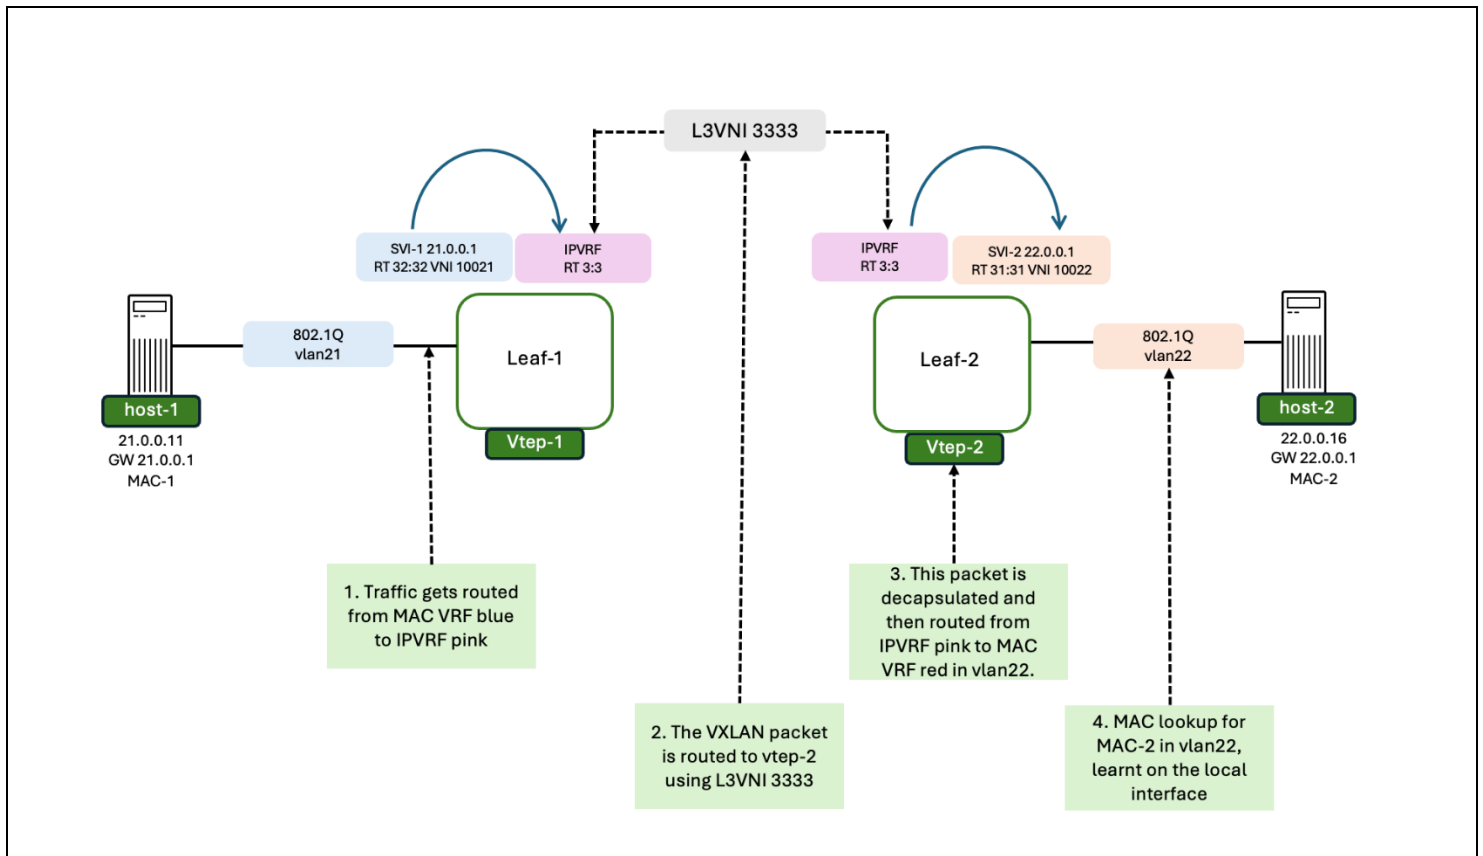 L3VNI 3333
SVI-1 21.0.0.1
RT 32:32 VNI 10021
IPVRF
RT 3:3
IPVRF
RT 3:3
SVI-2 22.0.0.1
RT 31:31 VNI 10022
802.1Q
vlan21
Leaf-1
Leaf-2
802.1Q
vlan22
host-1
21.0.0.11
GW 21.0.0.1
MAC-1
Vtep-1
Vtep-2
host-2
22.0.0.16
GW 22.0.0.1
MAC-2
1. Traffic gets routed
from MAC VRF blue
to IPVRF pink
2. The VXLAN packet
is routed to vtep-2
using L3VNI 3333
3. This packet is
decapsulated and
then routed from
IPVRF pink to MAC
VRF red in vlan22.
4. MAC lookup for
MAC-2 in vlan22,
learnt on the local
interface